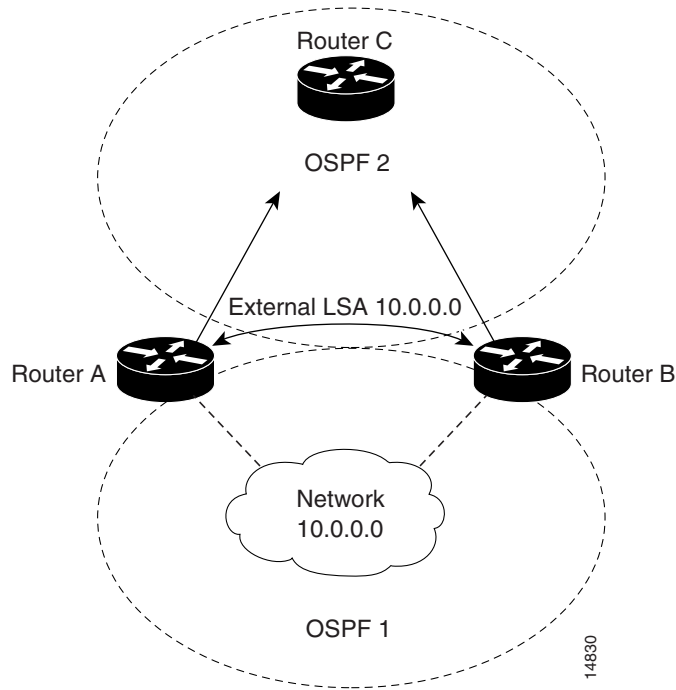 Router C
OSPF 2
External LSA 10.0.0.0
Router A
Router B
Network
10.0.0.0
OSPF 1
14830